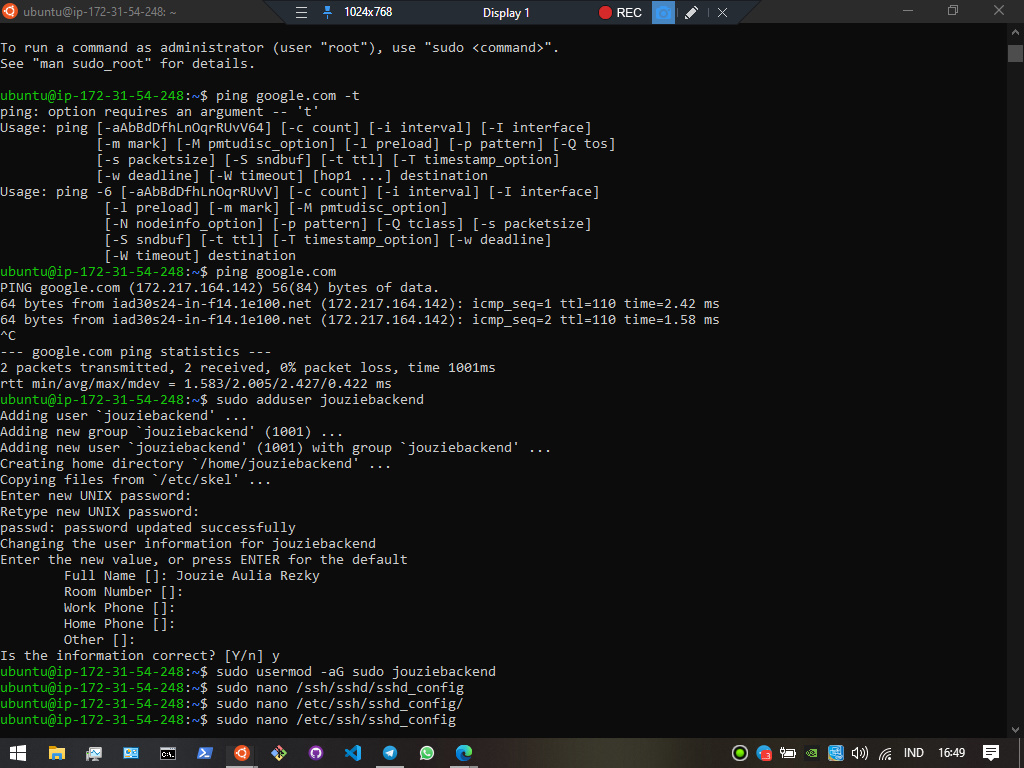 ubuntu@ip-172-31-54-248: ~
1024x768
Display 1
REC
To run a command as administrator (user "root"), use "sudo <command>".
See "man sudo_root" for details.
ubuntu@ip-172-31-54-248:~$ ping google.com -t
ping: option requires an argument -- 't'
Usage: ping [-aAbBdDfhLnOqrRUvV64] [-c count] [-i interval] [-I interface]
            [-m mark] [-M pmtudisc_option] [-l preload] [-p pattern] [-Q tos]
            [-s packetsize] [-S sndbuf] [-t ttl] [-T timestamp_option]
            [-w deadline] [-W timeout] [hop1 ...] destination
Usage: ping -6 [-aAbBdDfhLnOqrRUvV] [-c count] [-i interval] [-I interface]
             [-l preload] [-m mark] [-M pmtudisc_option]
             [-N nodeinfo_option] [-p pattern] [-Q tclass] [-s packetsize]
             [-S sndbuf] [-t ttl] [-T timestamp_option] [-w deadline]
             [-W timeout] destination
ubuntu@ip-172-31-54-248:~$ ping google.com
PING google.com (172.217.164.142) 56(84) bytes of data.
64 bytes from iad30s24-in-f14.1e100.net (172.217.164.142): icmp_seq=1 ttl=110 time=2.42 ms
64 bytes from iad30s24-in-f14.1e100.net (172.217.164.142): icmp_seq=2 ttl=110 time=1.58 ms
^C
--- google.com ping statistics ---
2 packets transmitted, 2 received, 0% packet loss, time 1001ms
rtt min/avg/max/mdev = 1.583/2.005/2.427/0.422 ms
ubuntu@ip-172-31-54-248:~$ sudo adduser jouziebackend
Adding user `jouziebackend' ...
Adding new group `jouziebackend' (1001) ...
Adding new user `jouziebackend' (1001) with group `jouziebackend' ...
Creating home directory `/home/jouziebackend' ...
Copying files from `/etc/skel' ...
Enter new UNIX password:
Retype new UNIX password:
passwd: password updated successfully
Changing the user information for jouziebackend
Enter the new value, or press ENTER for the default
        Full Name []: Jouzie Aulia Rezky
        Room Number []:
        Work Phone []:
        Home Phone []:
        Other []:
Is the information correct? [Y/n] y
ubuntu@ip-172-31-54-248:~$ sudo usermod -aG sudo jouziebackend
ubuntu@ip-172-31-54-248:~$ sudo nano /ssh/sshd/sshd_config
ubuntu@ip-172-31-54-248:~$ sudo nano /etc/ssh/sshd_config/
ubuntu@ip-172-31-54-248:~$ sudo nano /etc/ssh/sshd_config
IND
16:49